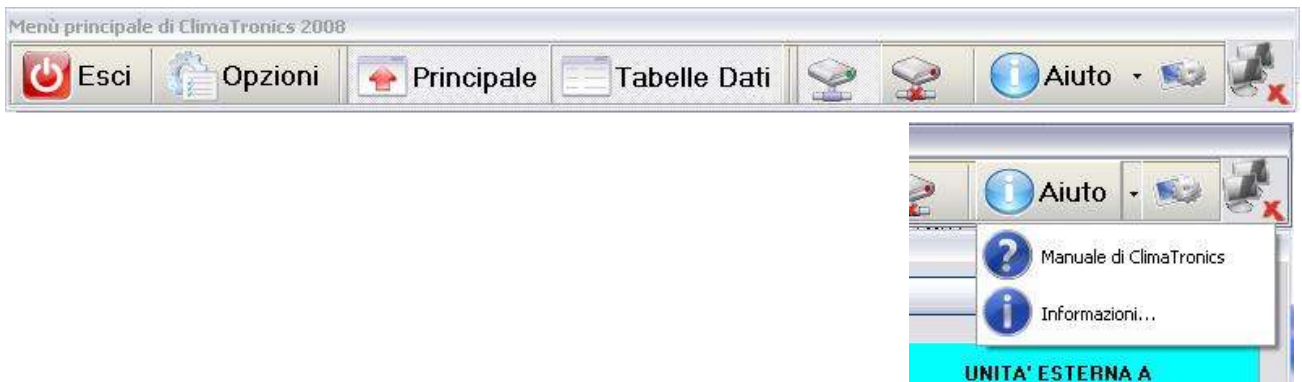 Menù principale di ClimaTronics 2008
Esci Opzioni Principale Tabelle Dati Aiuto
Aiuto
Manuale di ClimaTronics
Informazioni...
UNITA' ESTERNA A